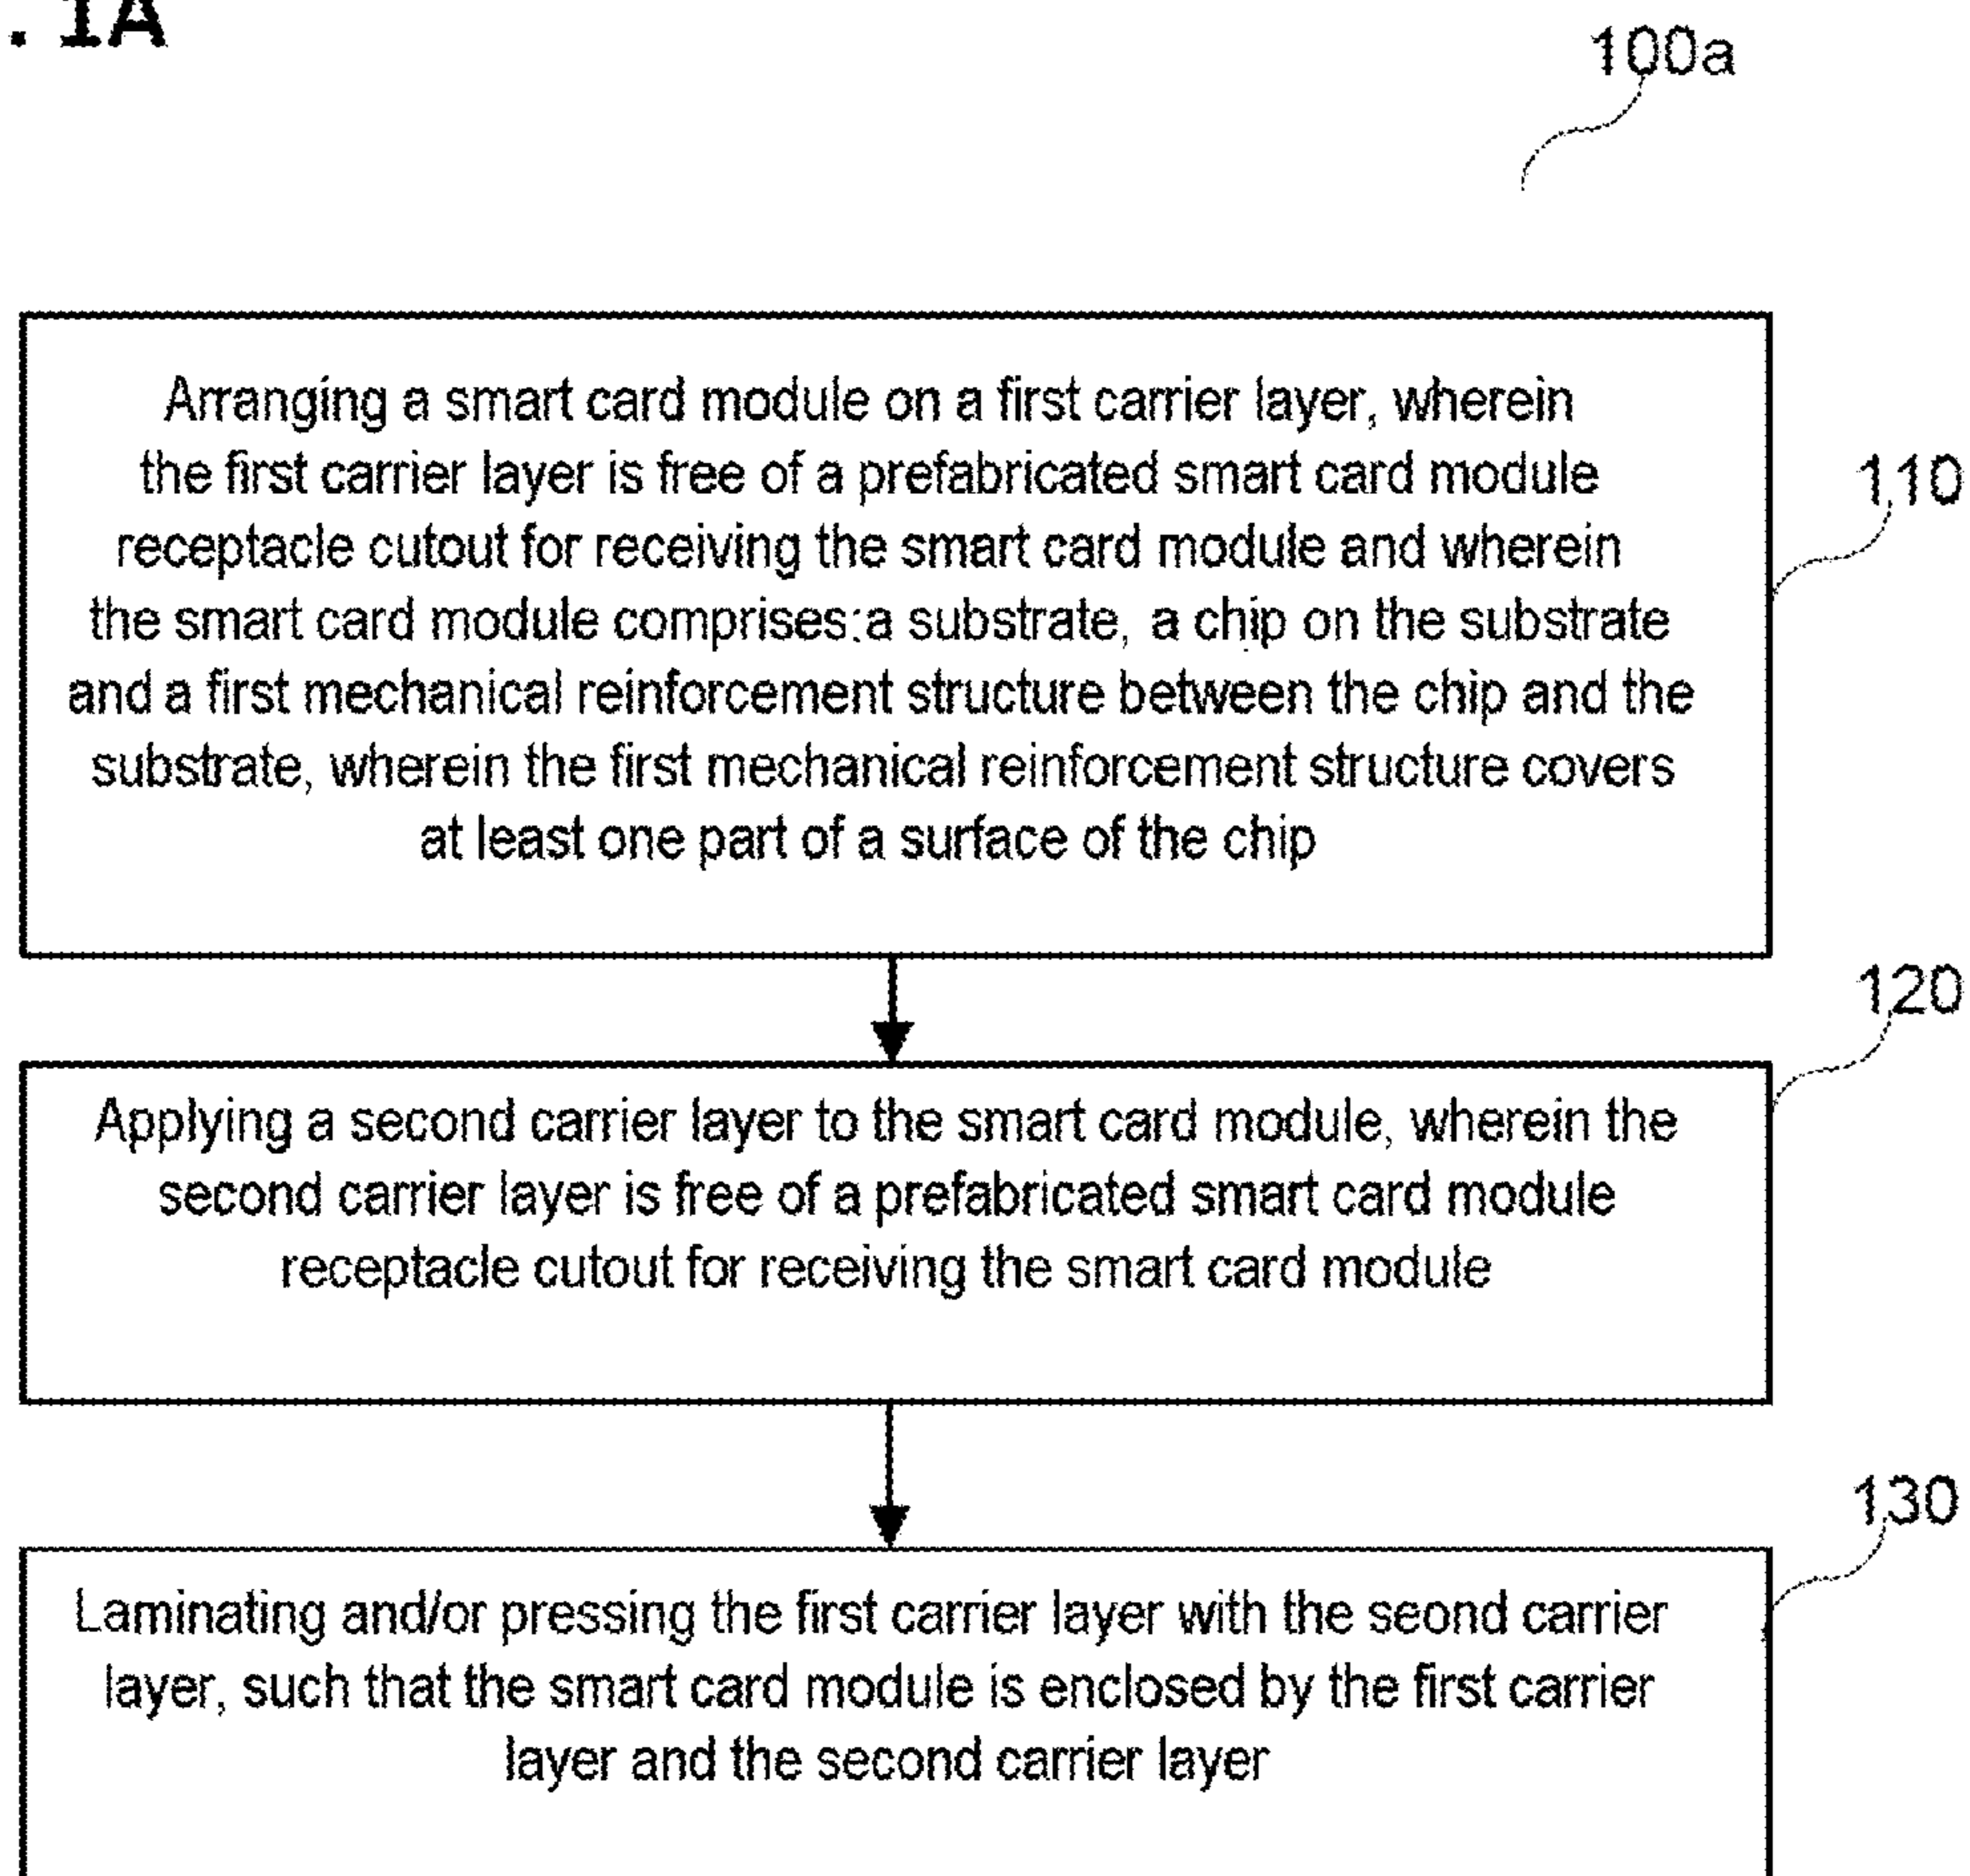 . 1A
100a
Arranging a smart card module on a first carrier layer, wherein
the first carrier layer is free of a prefabricated smart card module
receptacle cutout for receiving the smart card module and wherein
the smart card module comprises:a substrate, a chip on the substrate
and a first mechanical reinforcement structure between the chip and the
substrate, wherein the first mechanical reinforcement structure covers
at least one part of a surface of the chip
110
120
Applying a second carrier layer to the smart card module, wherein the
second carrier layer is free of a prefabricated smart card module
receptacle cutout for receiving the smart card module
130
Laminating and/or pressing the first carrier layer with the seond carrier
layer, such that the smart card module is enclosed by the first carrier
layer and the second carrier layer